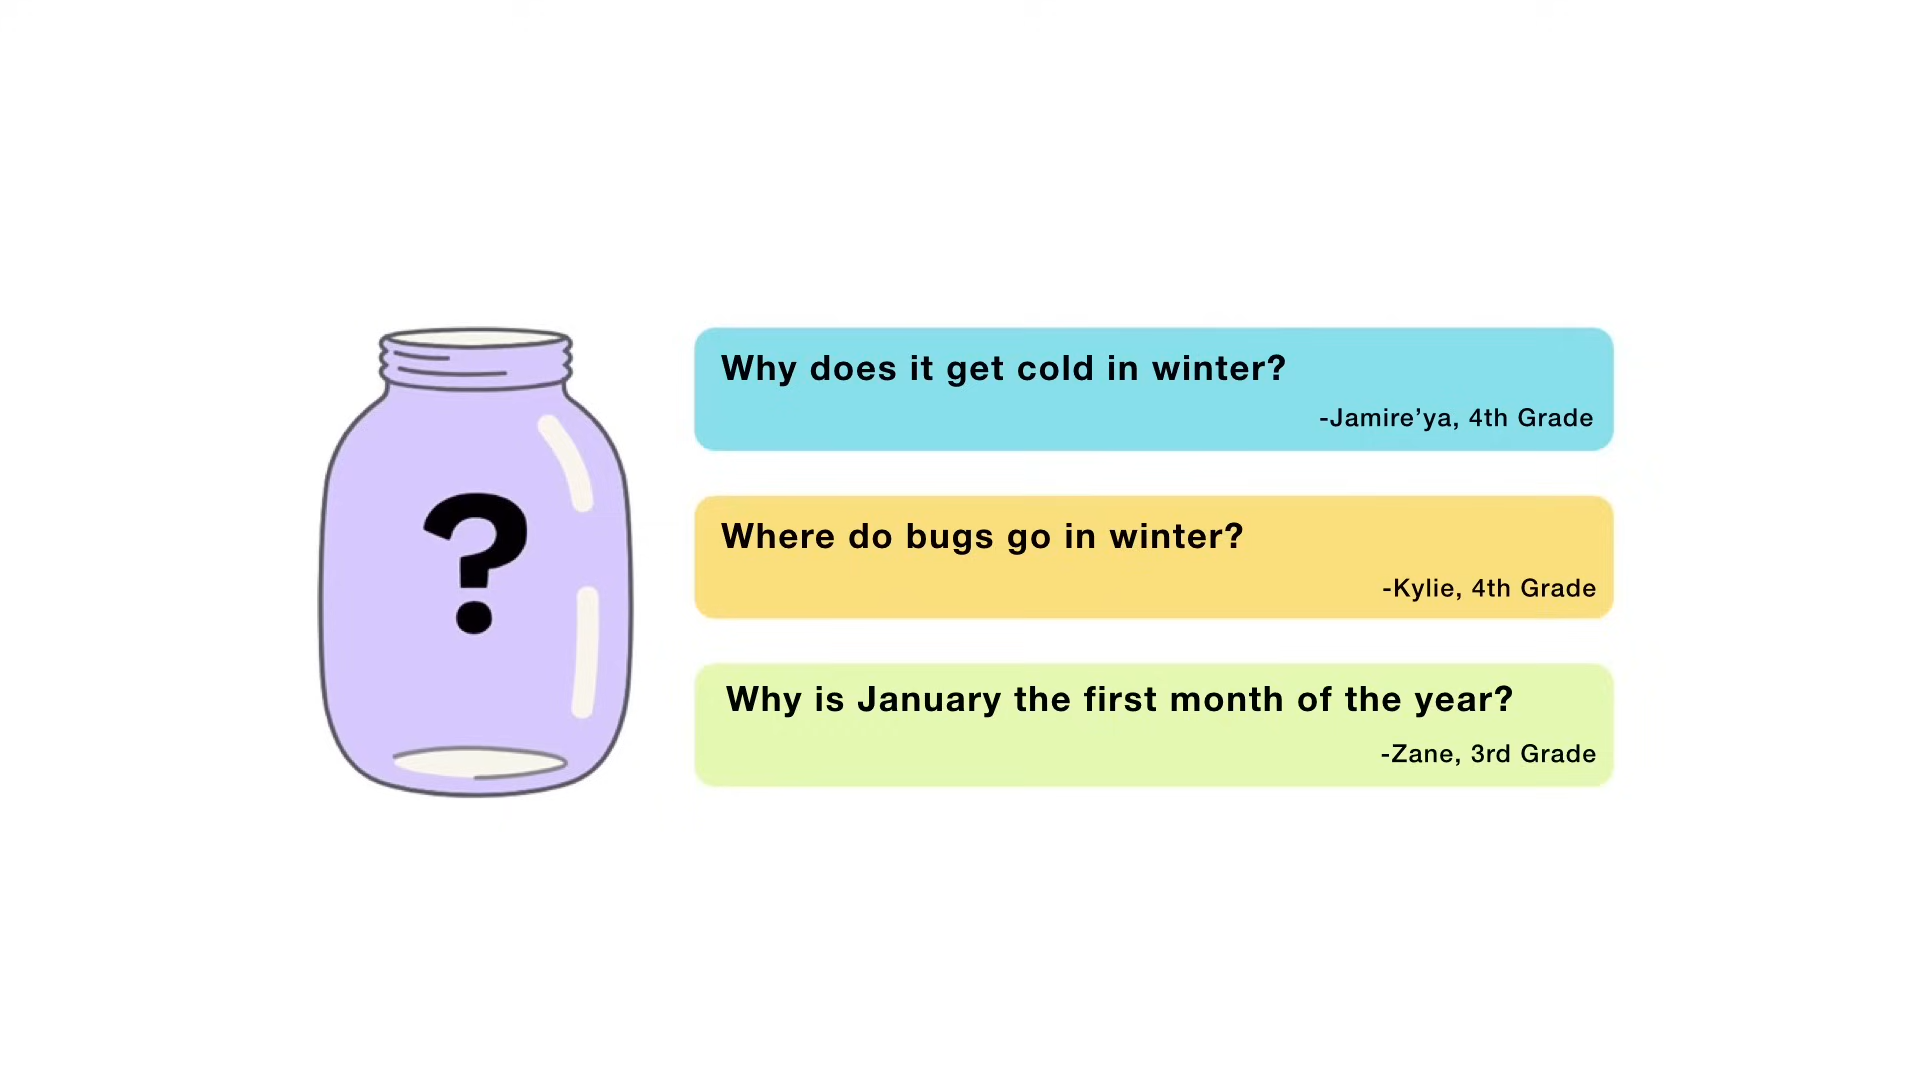 ?
Why does it get cold in winter?
-Jamire’ya, 4th Grade
Where do bugs go in winter?
-Kylie, 4th Grade
Why is January the first month of the year?
-Zane, 3rd Grade